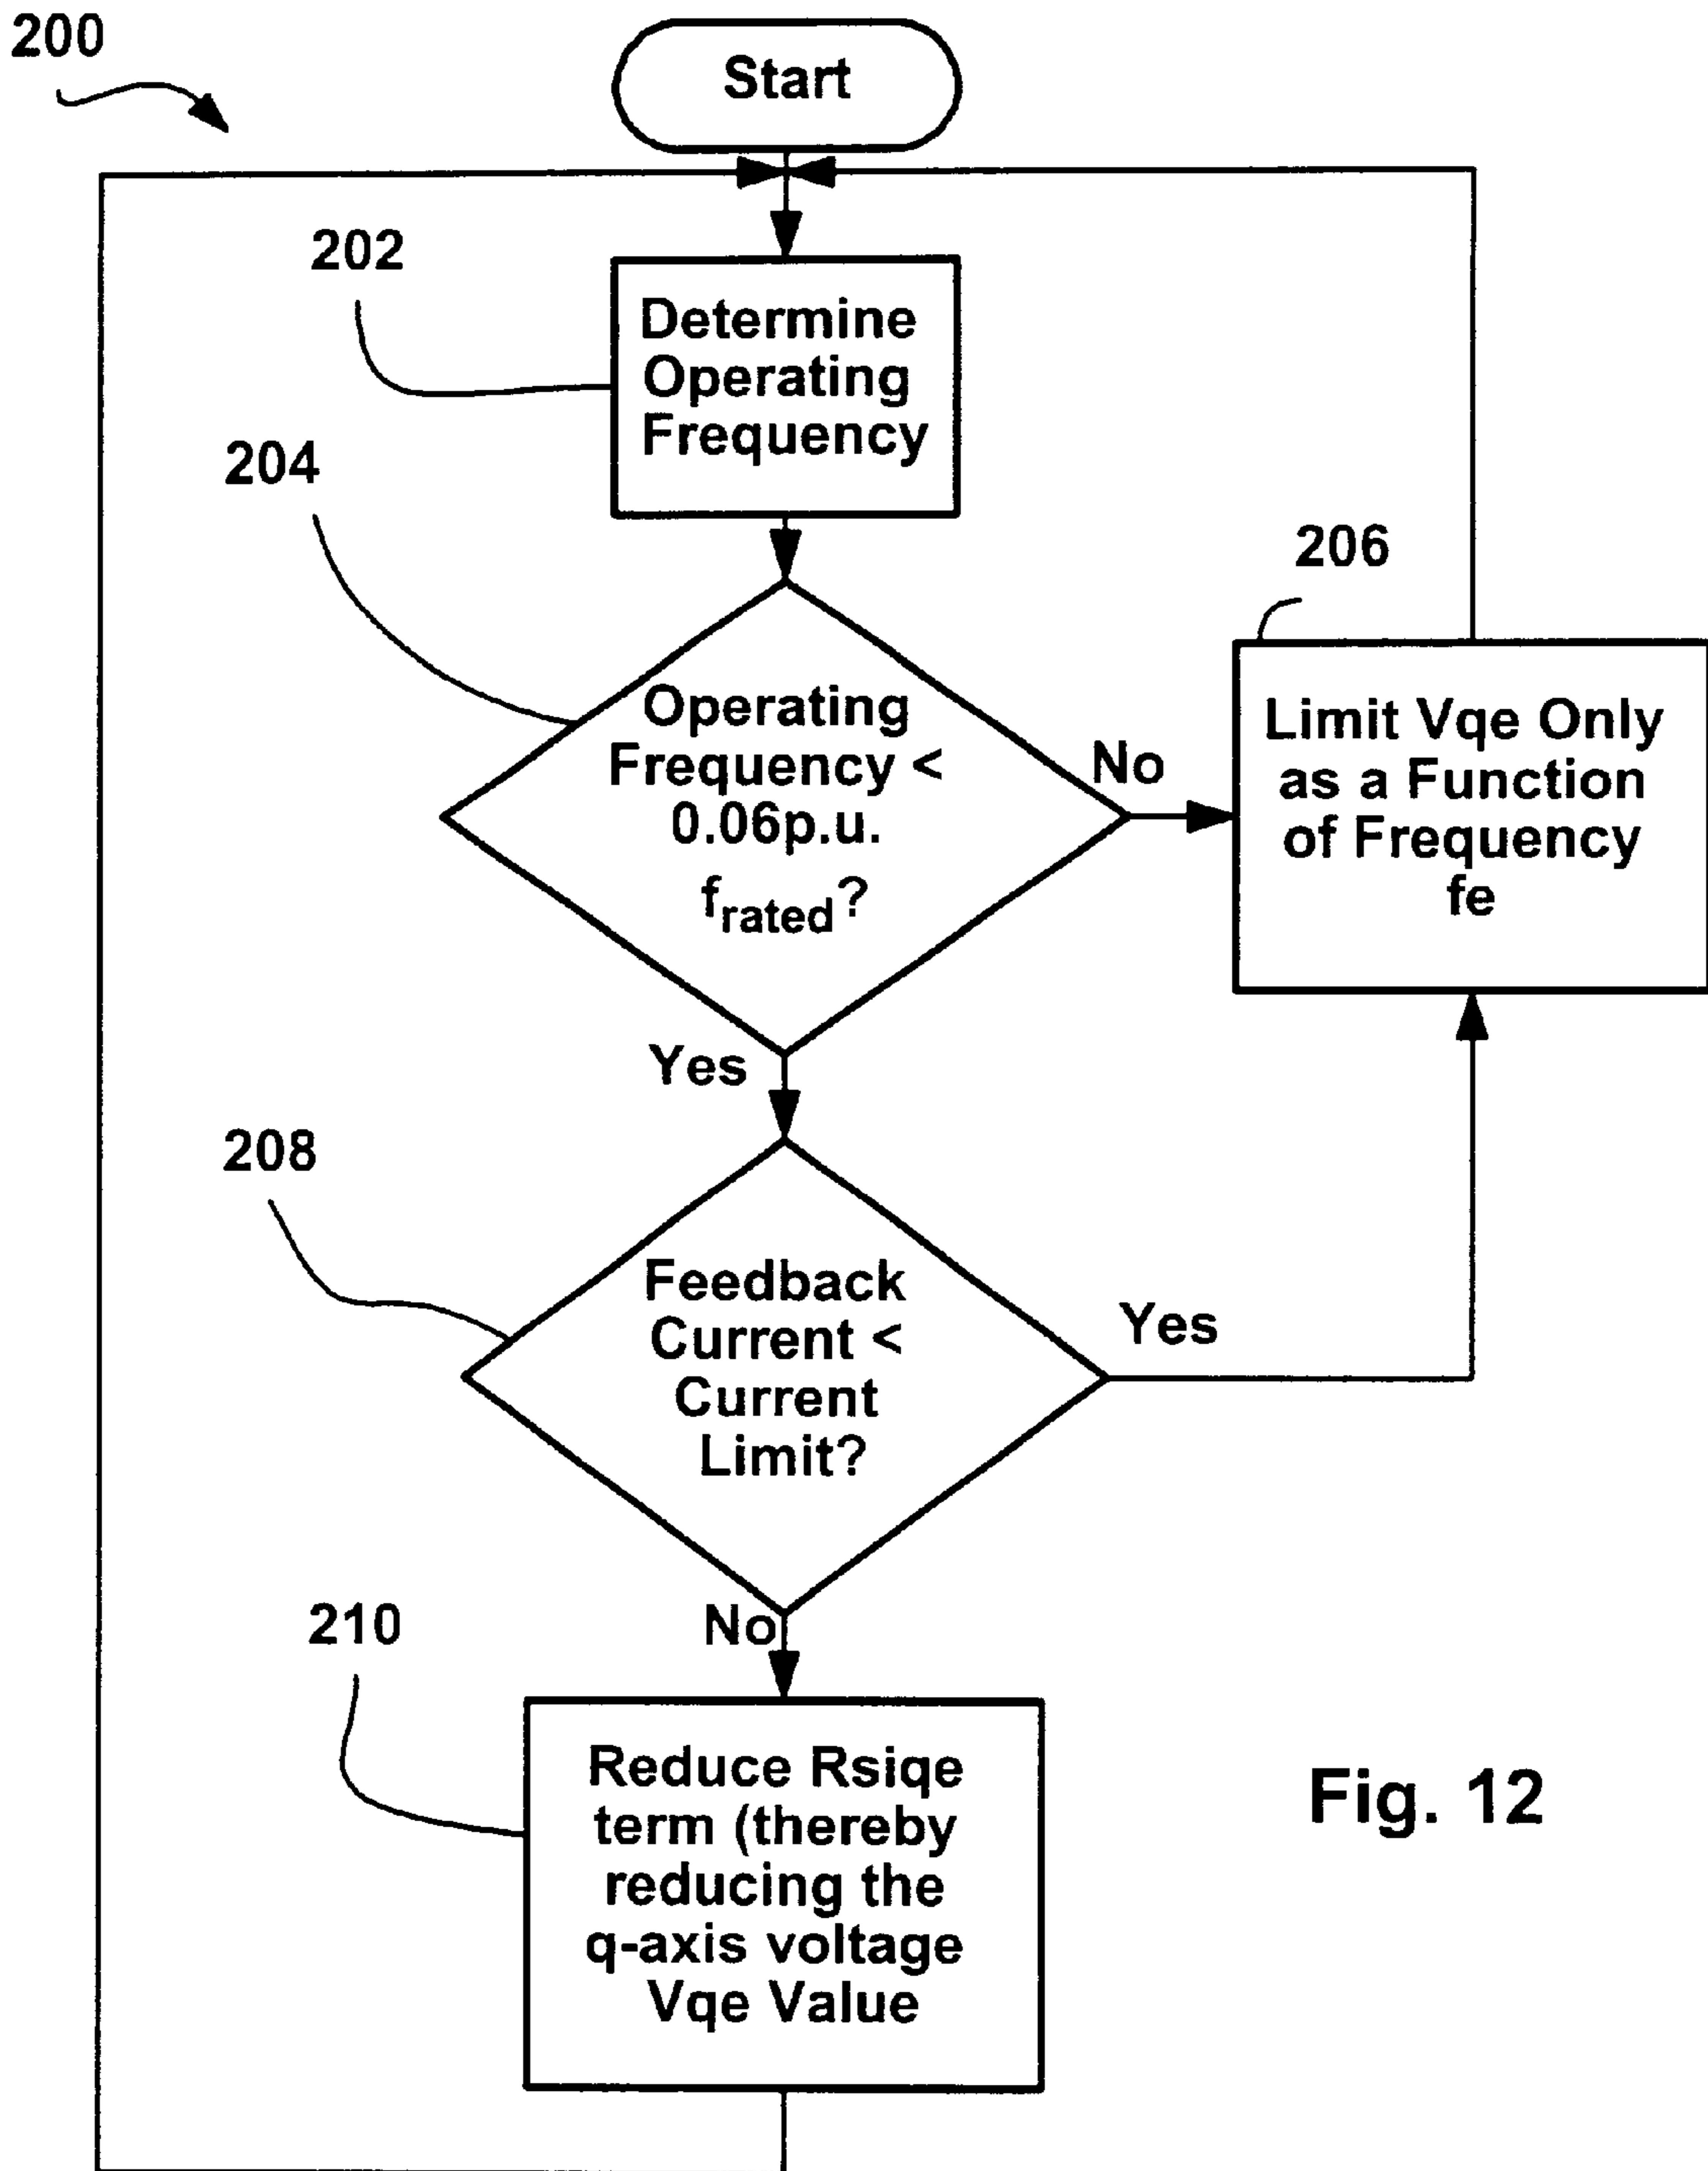 200
Start
202
Determine
Operating
Frequency
204
Operating
Frequency <
0.06p.u.
frated?
No
206
Limit Vqe Only
as a Function
of Frequency
fe
Yes
208
Feedback
Current <
Current
Limit?
Yes
No
210
Reduce Rsiqe
term (thereby
reducing the
q-axis voltage
Vqe Value
Fig. 12